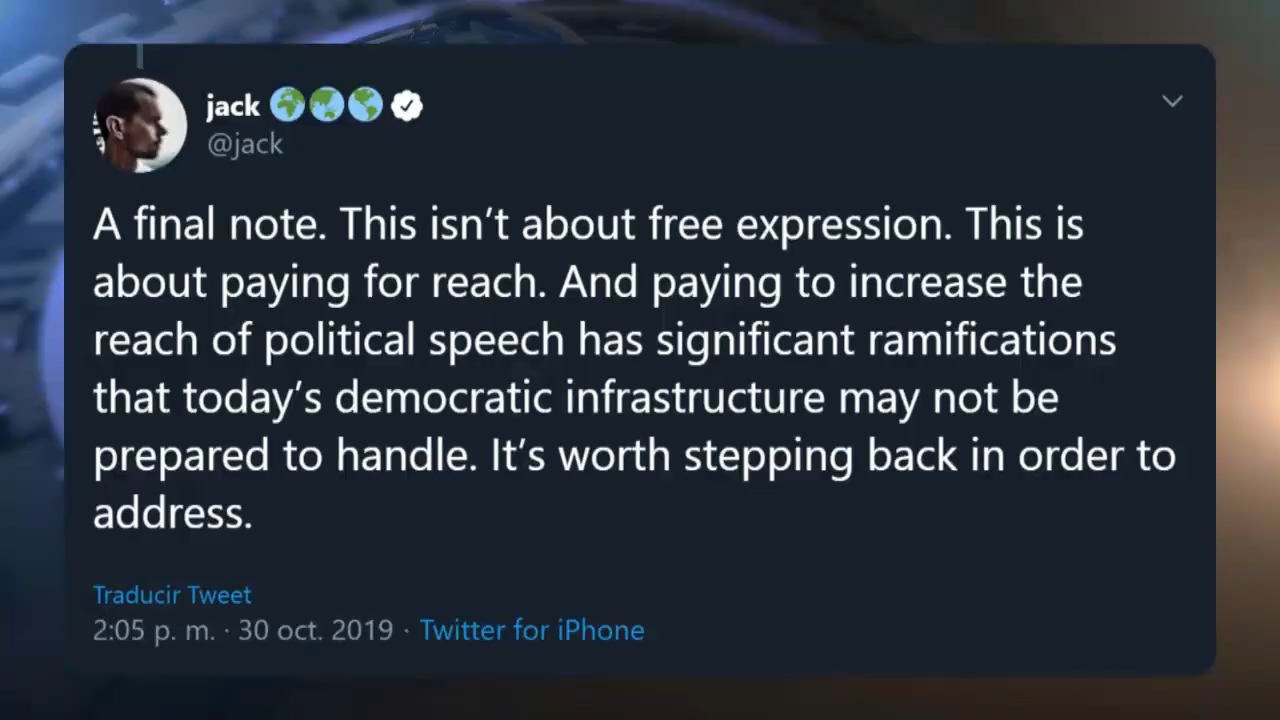 jack 🌍🌏🌎
@jack
A final note. This isn’t about free expression. This is
about paying for reach. And paying to increase the
reach of political speech has significant ramifications
that today’s democratic infrastructure may not be
prepared to handle. It’s worth stepping back in order to
address.
Traducir Tweet
2:05 p. m. · 30 oct. 2019 · Twitter for iPhone